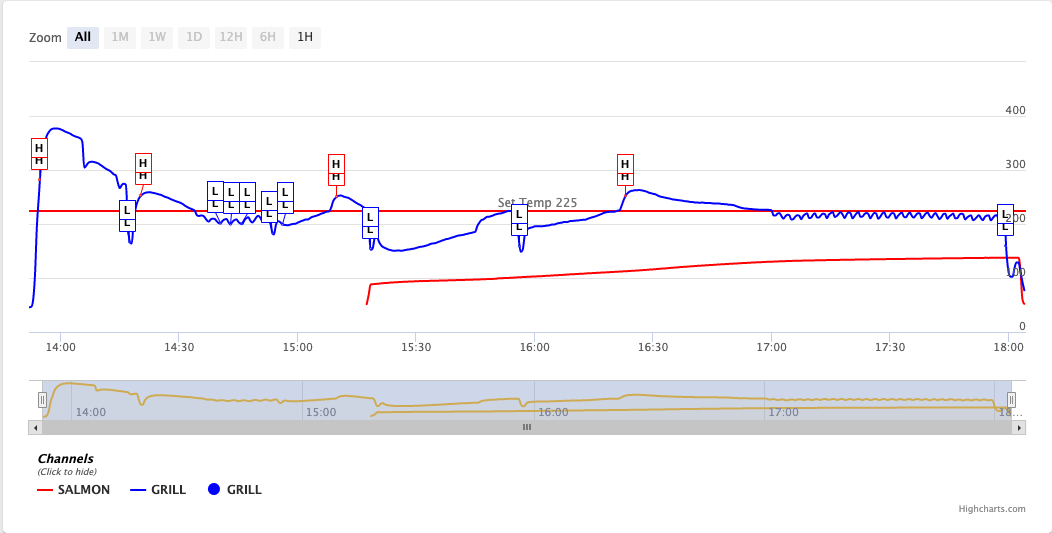 Zoom All 1M 1W 1D 12H 6H 1H
400
300
200
100
0
H
H
H
H
L
L
L
L
L
L
L
L
L
L
L
L
H
H
L
L
Set Temp 225
L
L
H
H
L
L
14:00 14:30 15:00 15:30 16:00 16:30 17:00 17:30 18:00
14:00 15:00 16:00 17:00 18…
Channels
(Click to hide)
SALMON GRILL GRILL
Highcharts.com